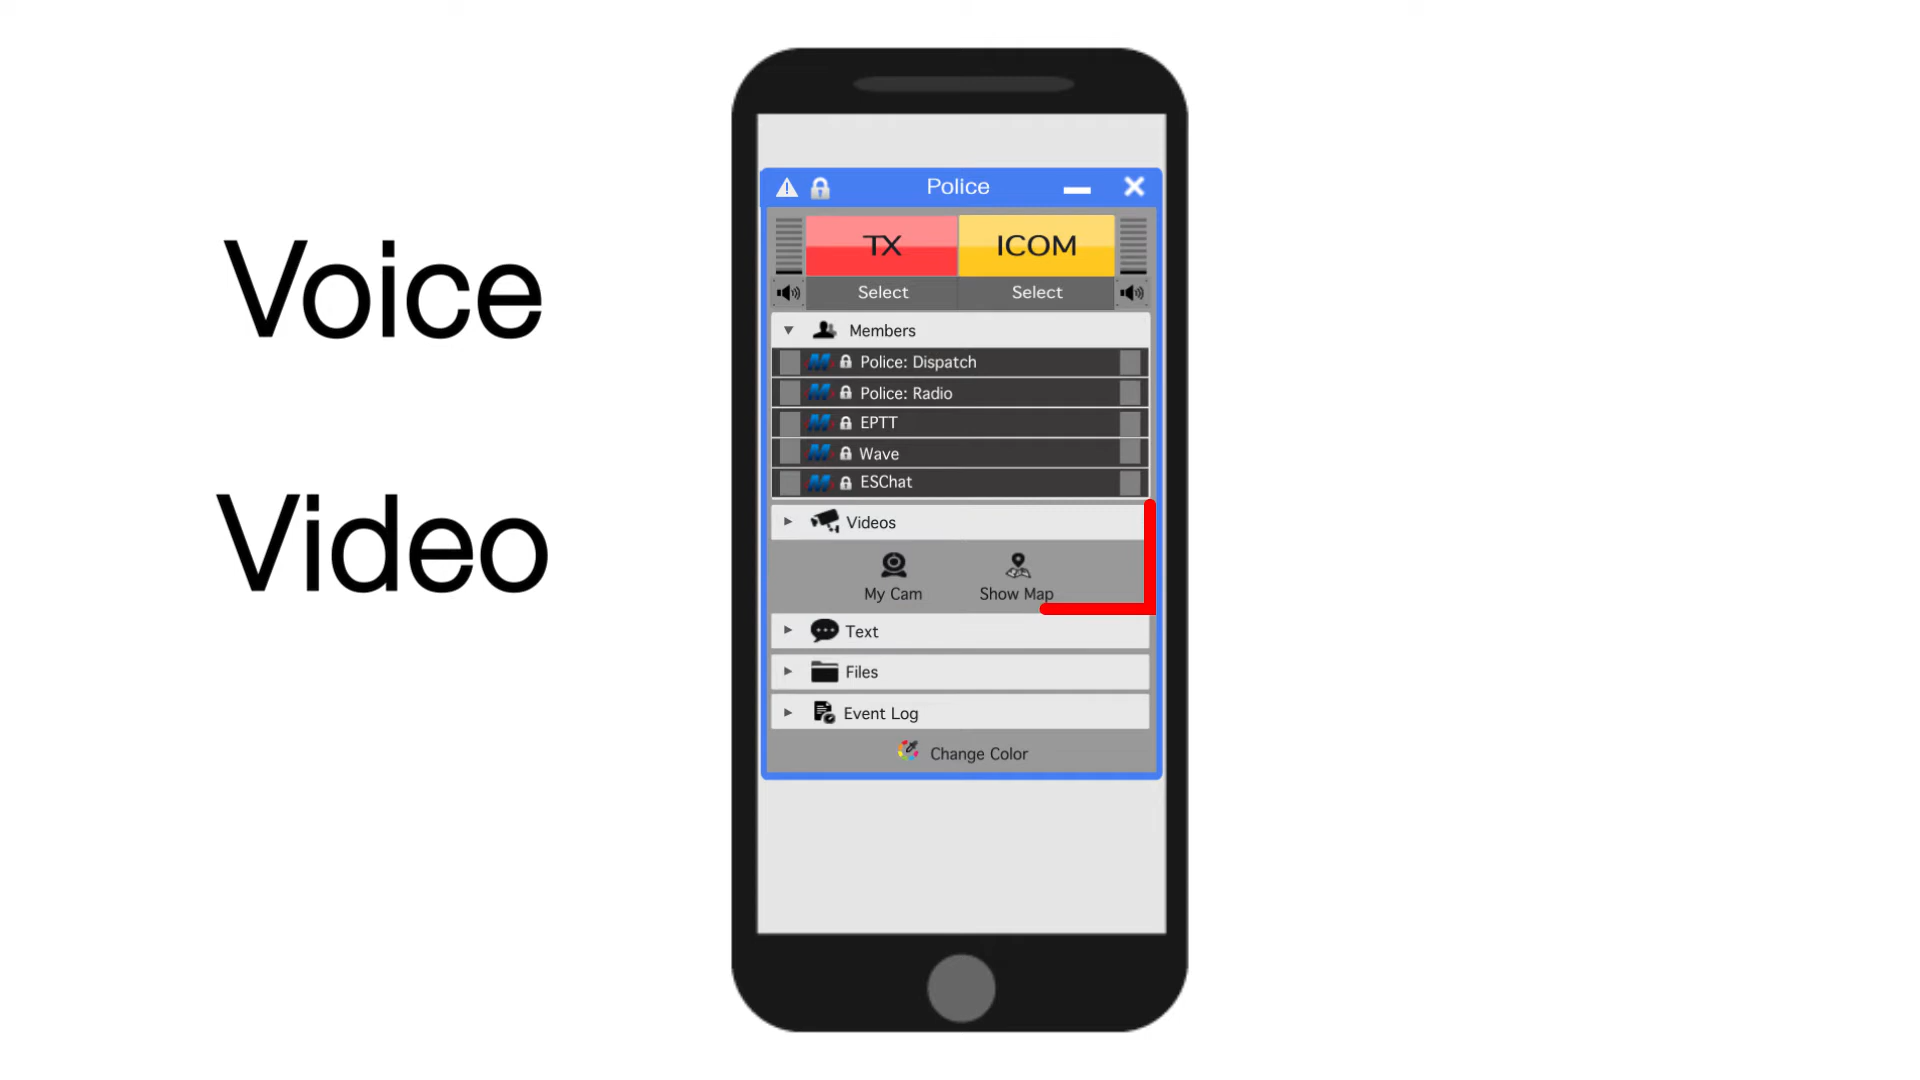 Voice
Video
Police
TX
ICOM
Select
Select
Members
Police: Dispatch
Police: Radio
EPTT
Wave
ESChat
Videos
My Cam
Show Map
Text
Files
Event Log
Change Color